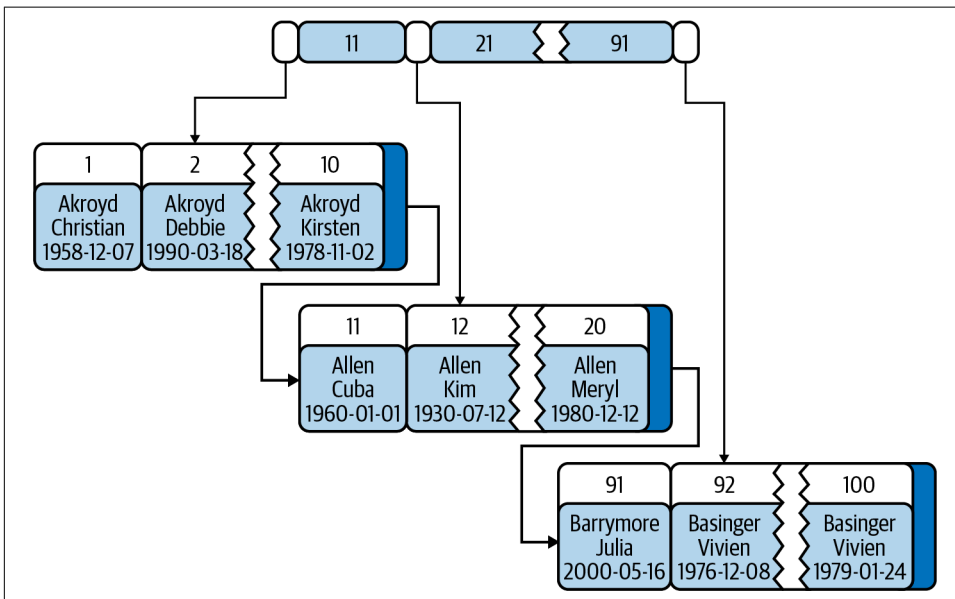 11 21 91
1 2 10
Akroyd Akroyd Akroyd
Christian Debbie Kirsten
1958-12-07 1990-03-18 1978-11-02
11 12 20
Allen Allen Allen
Cuba Kim Meryl
1960-01-01 1930-07-12 1980-12-12
91 92 100
Barrymore Basinger Basinger
Julia Vivien Vivien
2000-05-16 1976-12-08 1979-01-24